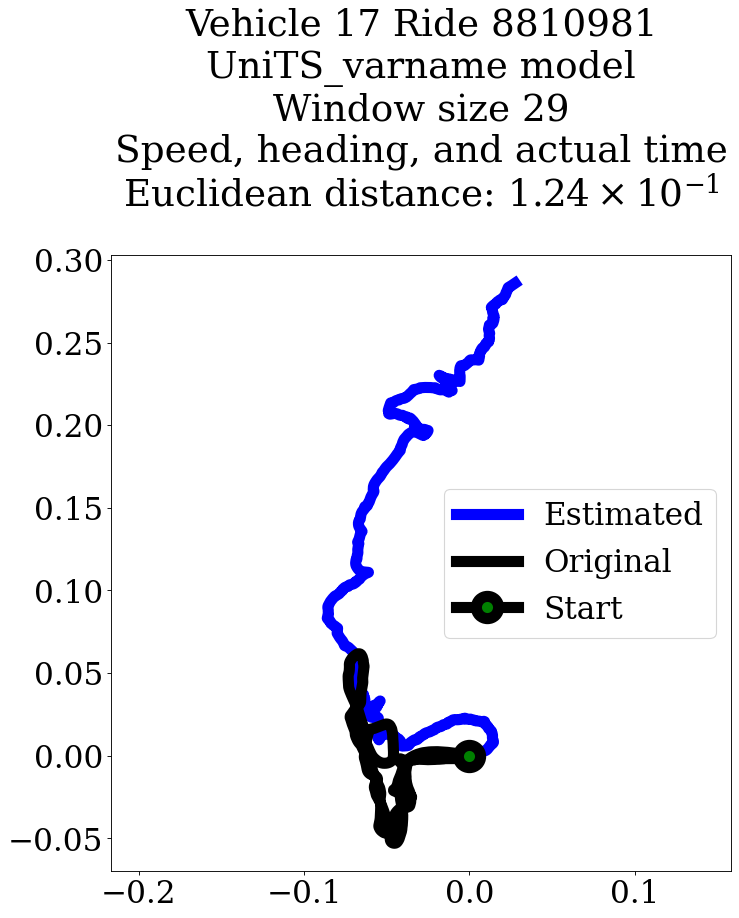 Vehicle 17 Ride 8810981
UniTS_varname model
Window size 29
Speed, heading, and actual time
Euclidean distance: 1.24 × 10⁻¹
0.30
0.25
0.20
0.15
0.10
0.05
0.00
−0.05
Estimated
Original
Start
−0.2
−0.1
0.0
0.1